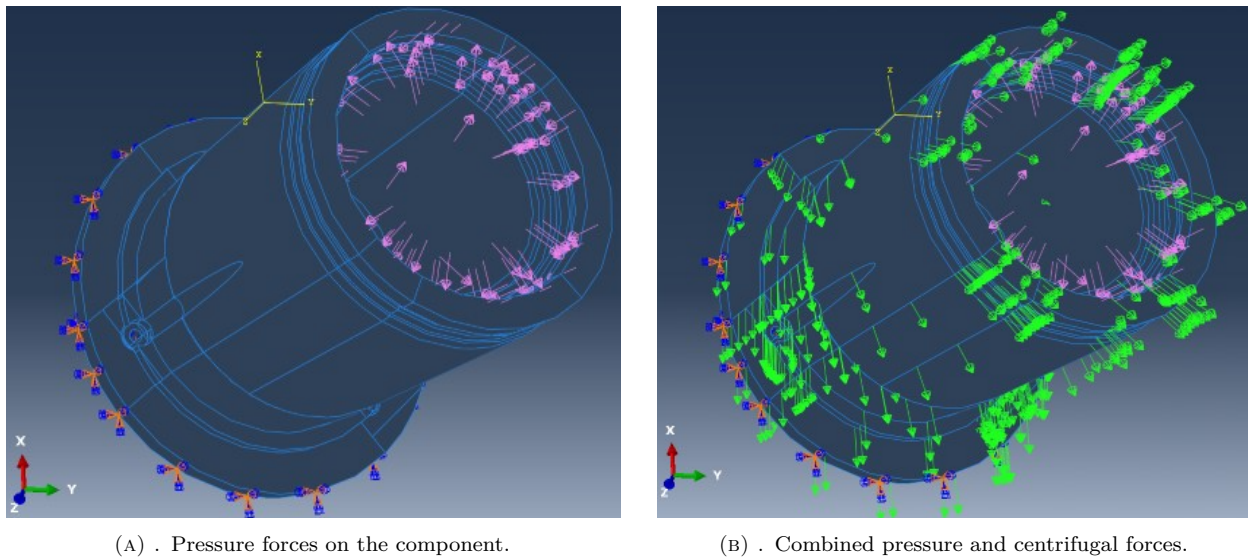 X
Y
Z
X
Y
Z
X
Y
Z
X
Y
Z
(A) . Pressure forces on the component.
(B) . Combined pressure and centrifugal forces.